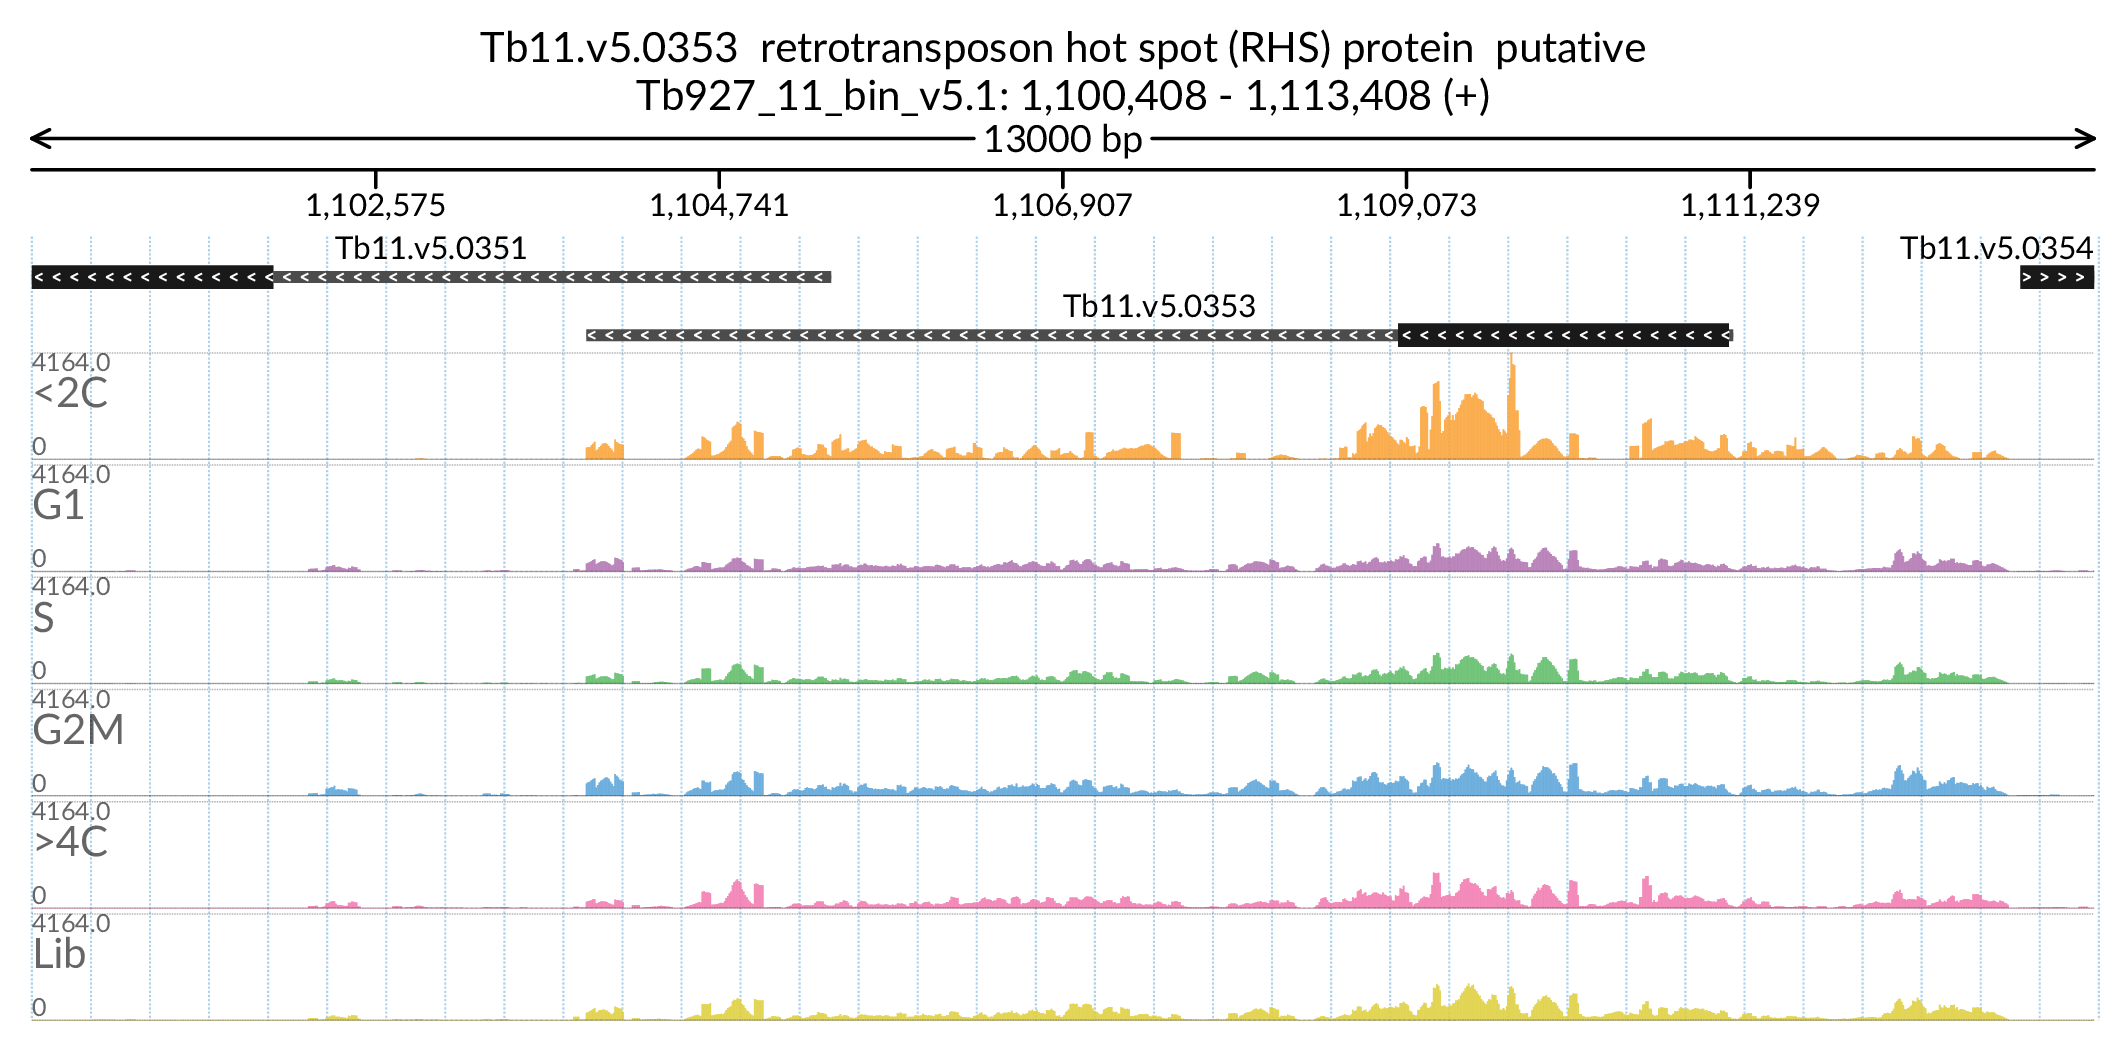 Tb11.v5.0353  retrotransposon hot spot (RHS) protein  putative
Tb927_11_bin_v5.1: 1,100,408 - 1,113,408 (+)
13000 bp
1,102,575 1,104,741 1,106,907 1,109,073 1,111,239
Tb11.v5.0351 Tb11.v5.0354
Tb11.v5.0353
4164.0
<2C
0
4164.0
G1
0
4164.0
S
0
4164.0
G2M
0
4164.0
>4C
0
4164.0
Lib
0